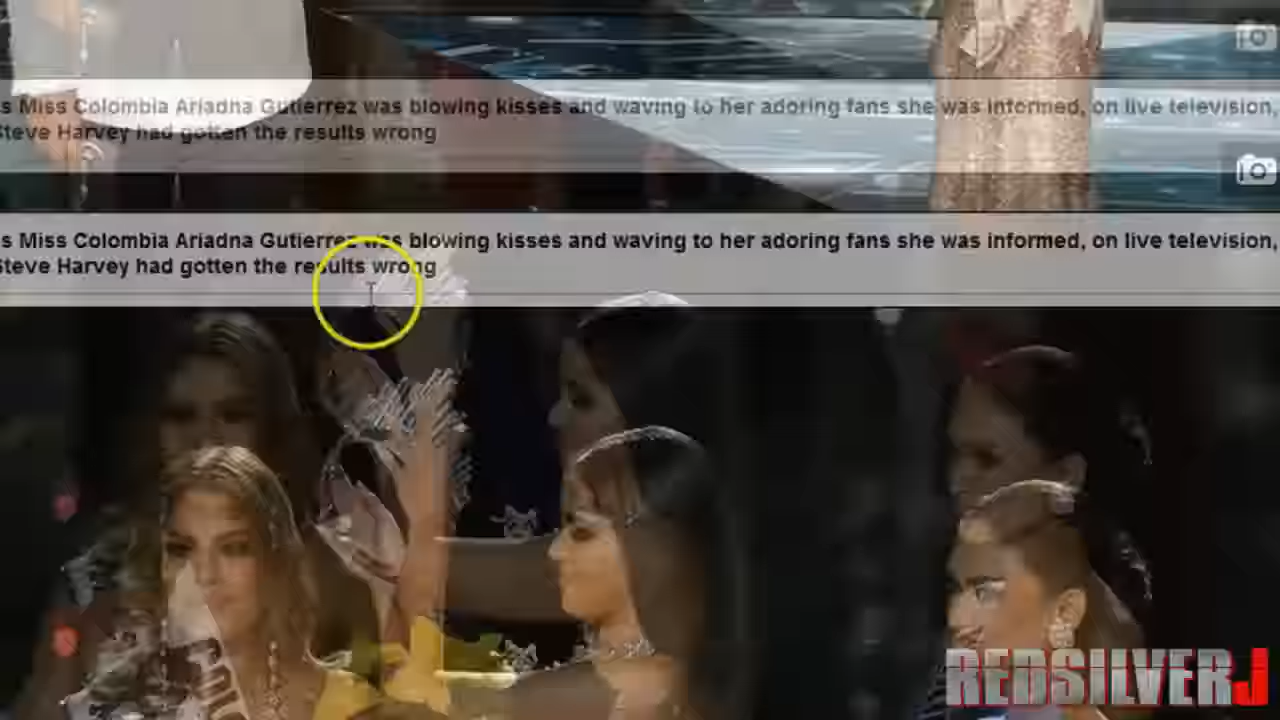 s Miss Colombia Ariadna Gutierrez was blowing kisses and waving to her adoring fans she was informed, on live television,
Steve Harvey had gotten the results wrong
s Miss Colombia Ariadna Gutierrez was blowing kisses and waving to her adoring fans she was informed, on live television,
Steve Harvey had gotten the results wrong
REDSILVERJ